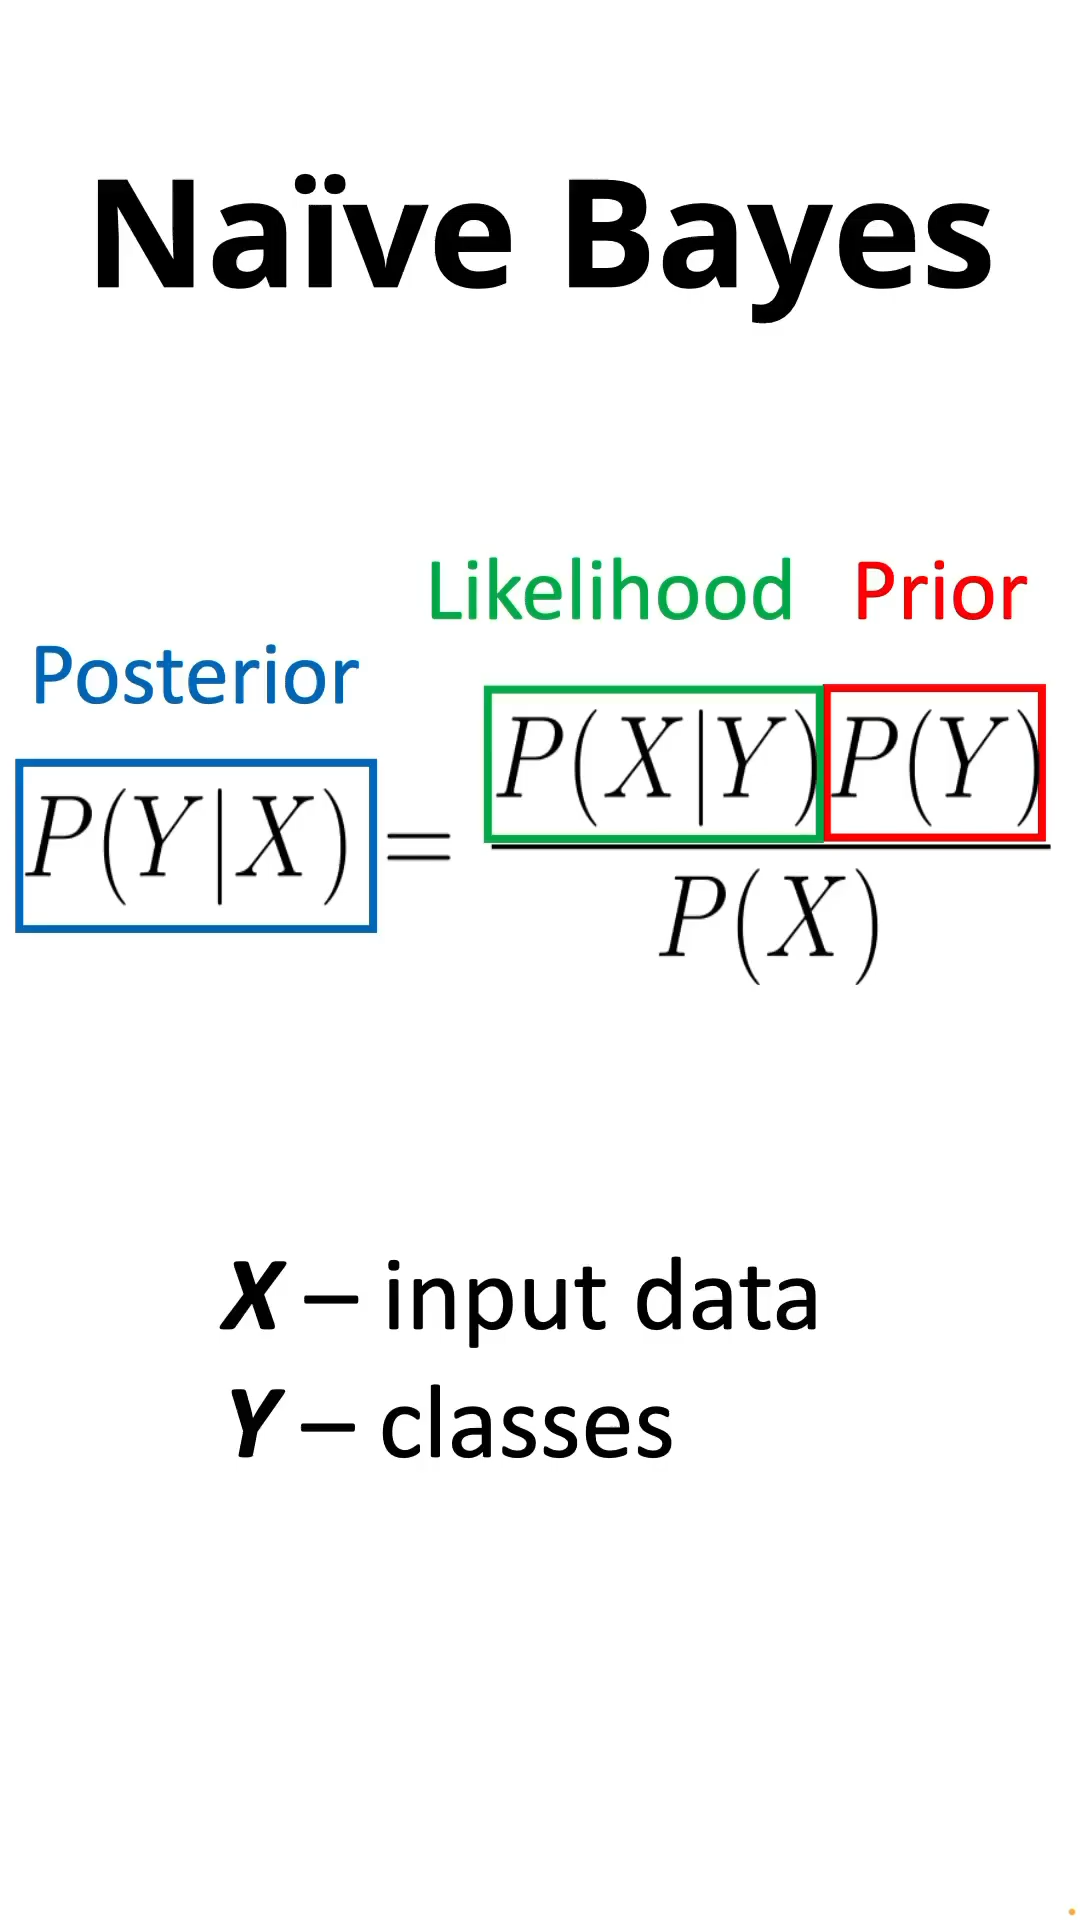 Naïve Bayes
Likelihood Prior
Posterior
P(X|Y)P(Y)
P(Y|X) =
P(X)
X – input data
Y – classes